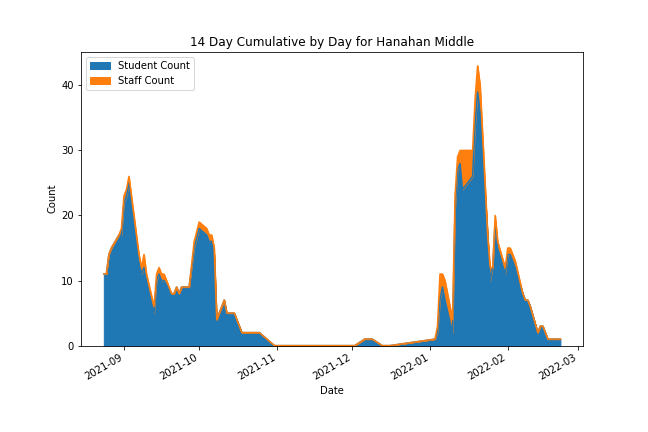 14 Day Cumulative by Day for Hanahan Middle
Student Count
Staff Count
Count
40
30
20
10
0
2021-09
2021-10
2021-11
2021-12
2022-01
2022-02
2022-03
Date